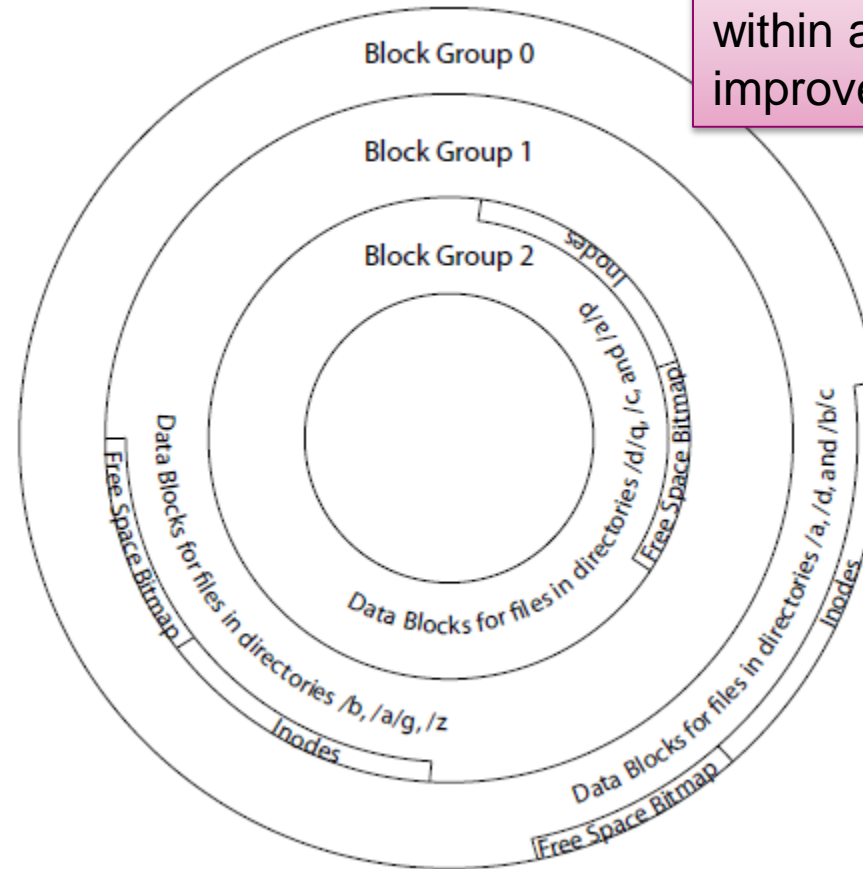 within a
improve
Block Group 0
Block Group 1
Block Group 2
Inodes
Free Space Bitmap
Data Blocks for files in directories /d/q, /c, and /a/p
Data Blocks for files in directories /b, /a/g, /z
Free Space Bitmap
Inodes
Data Blocks for files in directories /a, /d, and /b/c
Inodes
Free Space Bitmap